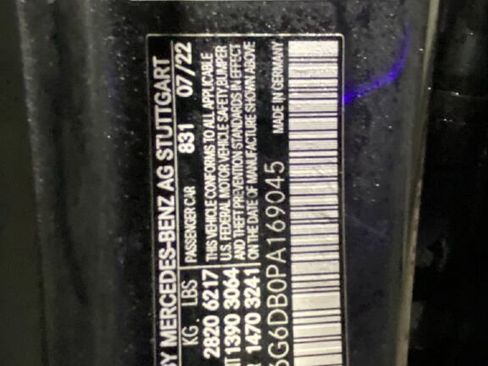 BY MERCEDES-BENZ AG STUTTGART
KG LBS
2820 6217
1390 3064
1470 3241
PASSENGER CAR 831 07/22
THIS VEHICLE CONFORMS TO ALL APPLICABLE
U.S. FEDERAL MOTOR VEHICLE SAFETY, BUMPER
AND THEFT PREVENTION STANDARDS IN EFFECT
ON THE DATE OF MANUFACTURE SHOWN ABOVE
6G6DB0PA169045
MADE IN GERMANY